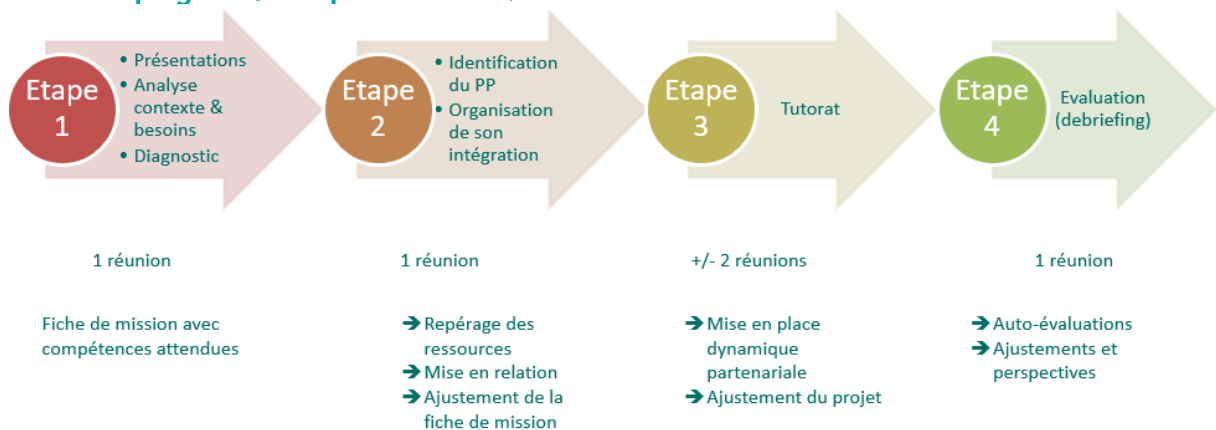 Etape
1
• Présentations
• Analyse
contexte &
besoins
• Diagnostic
Etape
2
• Identification
du PP
• Organisation
de son
intégration
Etape
3
Tutorat
Etape
4
Evaluation
(debriefing)
1 réunion
1 réunion
+/- 2 réunions
1 réunion
Fiche de mission avec
compétences attendues
➔ Repérage des
ressources
➔ Mise en relation
➔ Ajustement de la
fiche de mission
➔ Mise en place
dynamique
partenariale
➔ Ajustement du projet
➔ Auto-évaluations
➔ Ajustements et
perspectives